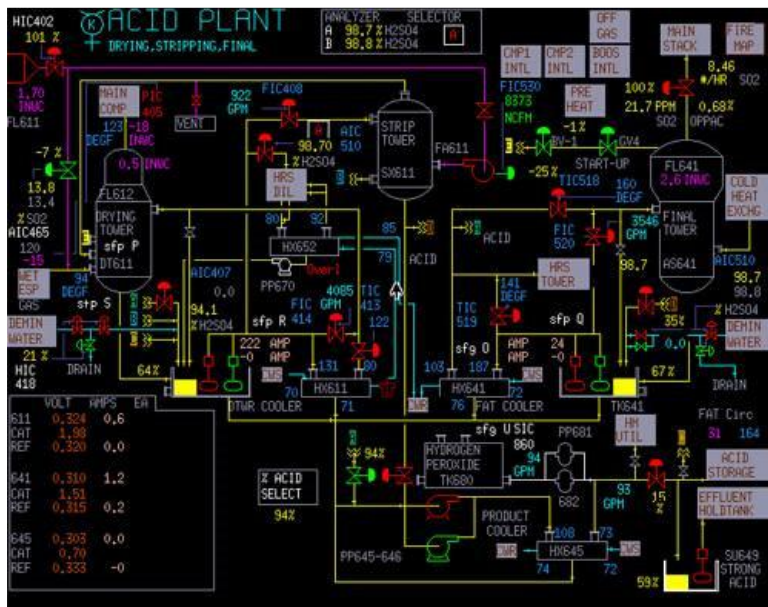 HIC402
101 %
ACID PLANT
DRYING,STRIPPING,FINAL
ANALYZER SELECTOR
A 98.7% H2SO4
B 98.8% H2SO4
A
OFF GAS
MAIN STACK
FIRE MAP
CMP1 INTL
CMP2 INTL
BOOS INTL
8.46
#/HR SO2
1.70
INWC
FL611
MAIN COMP
PIC
405
922
GPM
FIC408
FIC530
8373
NCFM
PRE HEAT
100%
21.7 PPM
SO2
0.68%
OPPAC
123
DEGF
-18
INWC
VENT
A
AIC
510
STRIP
TOWER
SX611
FA611
-1%
BV-1
GV4
START-UP
-25%
-7 %
0.5 INWC
98.70
% H2SO4
FL641
2.6 INWC
13.8
13.4
%SO2
AIC465
120
-15
FL612
DRYING
TOWER
sfp P
DT611
HRS DIL
80
92
HX652
85
79
TIC518
160
DEGF
COLD HEAT EXCHG
3546
GPM
FINAL
TOWER
AS641
FIC
520
ACID
ACID
WET ESP
GAS
94
DEGF
AIC407
0.0
PP670
Over1
TIC
413
HRS TOWER
98.7
AIC510
98.7
98.8
% H2SO4
stp S
94.1
%H2SO4
FIC
414
4085
GPM
sfp R
122
141
DEGF
TIC
519
sfp Q
35%
DEMIN WATER
DEMIN WATER
21 %
DRAIN
222 AMP
-0 AMP
sfg O
24 AMP
-0 AMP
0.0
DRAIN
HIC
418
64%
131
80
103
187
67%
CWS
70
HX611
71
CWR
HX641
76
CWS
72
TK641
DTWR COOLER
FAT COOLER
VOLT AMPS EA
611 0.324 0.6
CAT 1.98
REF 0.320 0.0
641 0.310 1.2
CAT 1.51
REF 0.315 0.2
645 0.303 0.0
CAT 0.70
REF 0.333 -0
FAT Circ
31 164
sfg U SIC
860
PP681
HM UTIL
94%
HYDROGEN
PEROXIDE
TK680
94
GPM
682
93
GPM
15
%
ACID STORAGE
% ACID
SELECT
94%
EFFLUENT HOLDTANK
PRODUCT
COOLER
108
73
CWR
HX645
CWS
74
72
PP645-646
59%
SU649
STRONG
ACID